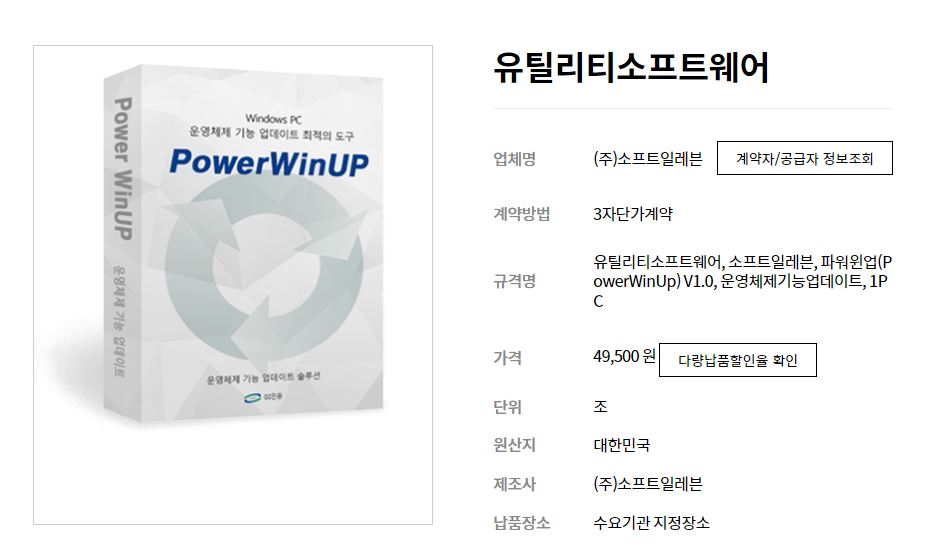 유틸리티소프트웨어
Windows PC
운영체제 기능 업데이트 최적의 도구
PowerWinUP
Power WinUP
운영체제 기능 업데이트
운영체제 기능 업데이트 솔루션
GS인증
업체명 (주)소프트일레븐 계약자/공급자 정보조회
계약방법 3자단가계약
규격명 유틸리티소프트웨어, 소프트일레븐, 파워윈업(P
owerWinUp) V1.0, 운영체제기능업데이트, 1P
C
가격 49,500 원 다량납품할인율 확인
단위 조
원산지 대한민국
제조사 (주)소프트일레븐
납품장소 수요기관 지정장소